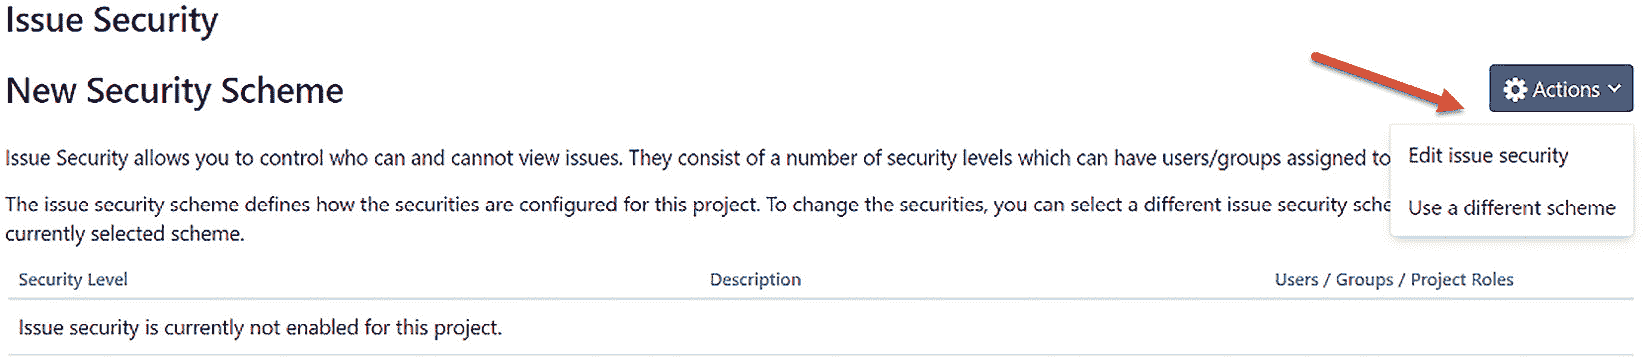 Issue Security
New Security Scheme
Actions
Issue Security allows you to control who can and cannot view issues. They consist of a number of security levels which can have users/groups assigned to
Edit issue security
The issue security scheme defines how the securities are configured for this project. To change the securities, you can select a different issue security sche
Use a different scheme
currently selected scheme.
Security Level Description Users / Groups / Project Roles
Issue security is currently not enabled for this project.